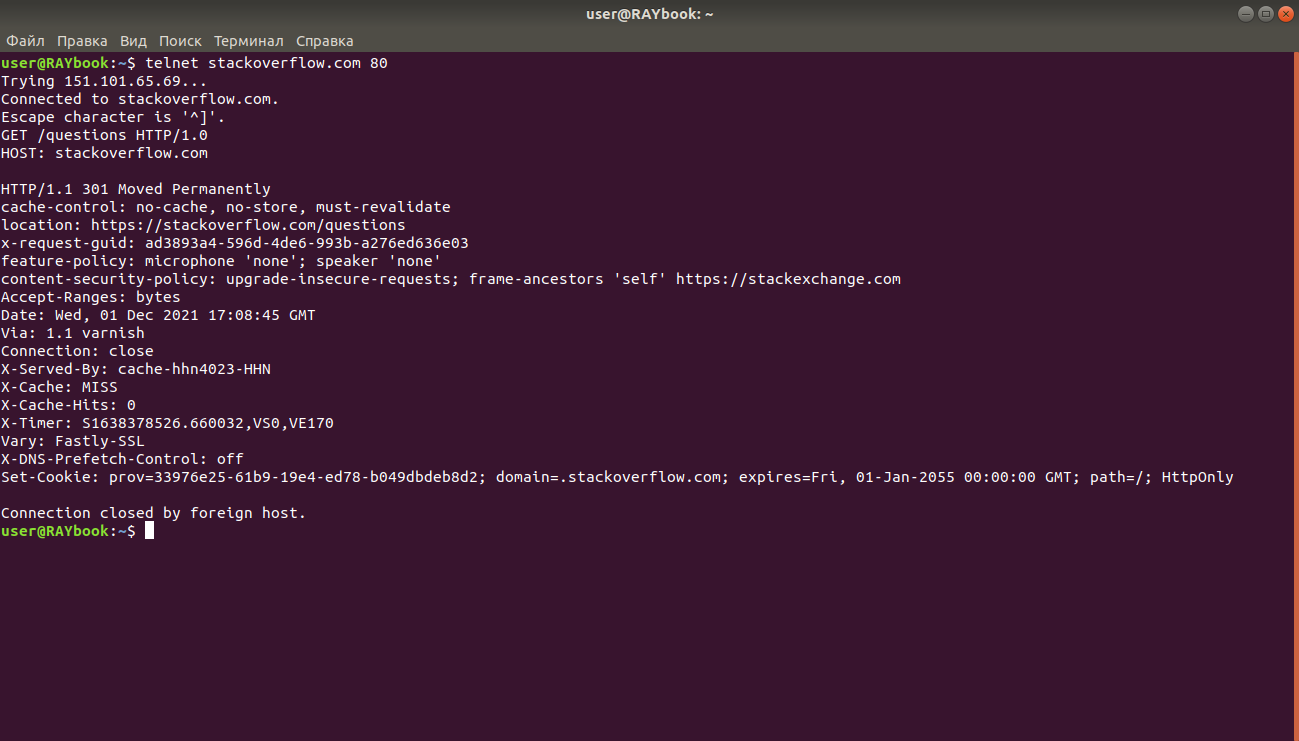 user@RAYbook: ~
Файл Правка Вид Поиск Терминал Справка
user@RAYbook:~$ telnet stackoverflow.com 80
Trying 151.101.65.69...
Connected to stackoverflow.com.
Escape character is '^]'.
GET /questions HTTP/1.0
HOST: stackoverflow.com

HTTP/1.1 301 Moved Permanently
cache-control: no-cache, no-store, must-revalidate
location: https://stackoverflow.com/questions
x-request-guid: ad3893a4-596d-4de6-993b-a276ed636e03
feature-policy: microphone 'none'; speaker 'none'
content-security-policy: upgrade-insecure-requests; frame-ancestors 'self' https://stackexchange.com
Accept-Ranges: bytes
Date: Wed, 01 Dec 2021 17:08:45 GMT
Via: 1.1 varnish
Connection: close
X-Served-By: cache-hhn4023-HHN
X-Cache: MISS
X-Cache-Hits: 0
X-Timer: S1638378526.660032,VS0,VE170
Vary: Fastly-SSL
X-DNS-Prefetch-Control: off
Set-Cookie: prov=33976e25-61b9-19e4-ed78-b049dbdeb8d2; domain=.stackoverflow.com; expires=Fri, 01-Jan-2055 00:00:00 GMT; path=/; HttpOnly

Connection closed by foreign host.
user@RAYbook:~$